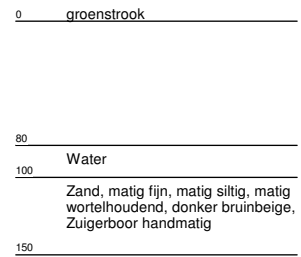 0 groenstrook
80
Water
100
Zand, matig fijn, matig siltig, matig
wortelhoudend, donker bruinbeige,
Zuigerboor handmatig
150